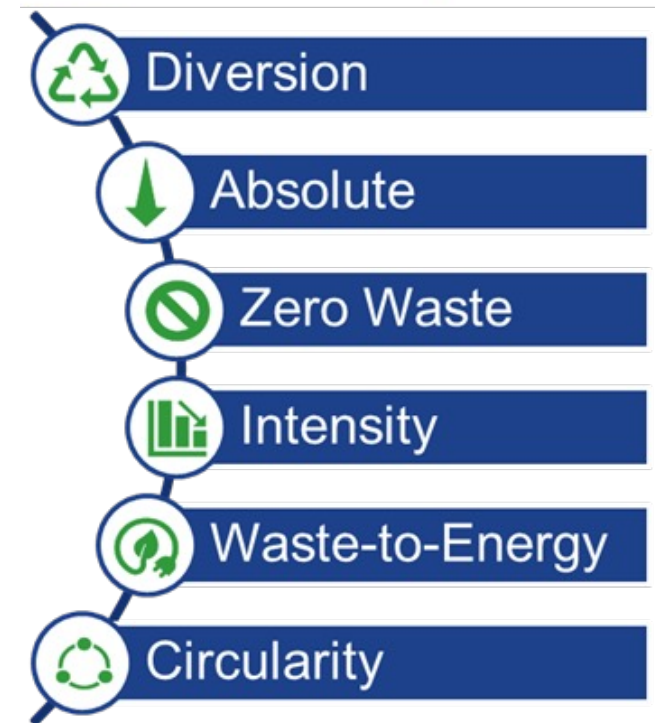 Diversion
Absolute
Zero Waste
Intensity
Waste-to-Energy
Circularity